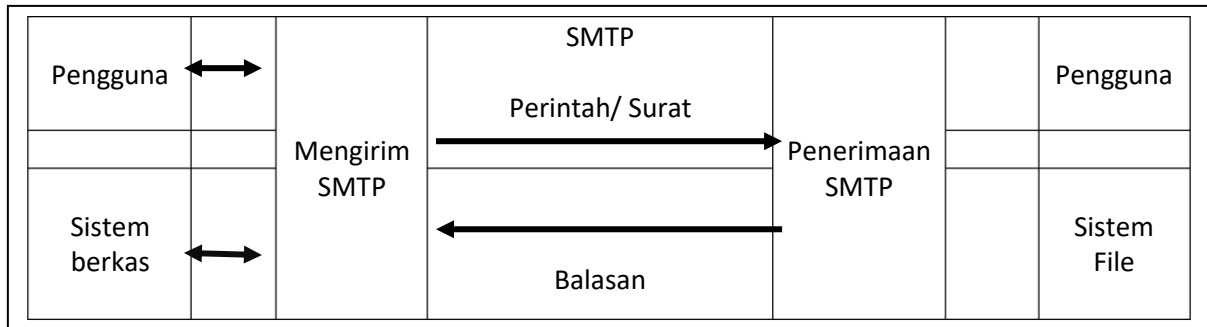 Pengguna
Sistem
berkas
Mengirim
SMTP
SMTP
Perintah/ Surat
Balasan
Penerimaan
SMTP
Pengguna
Sistem
File